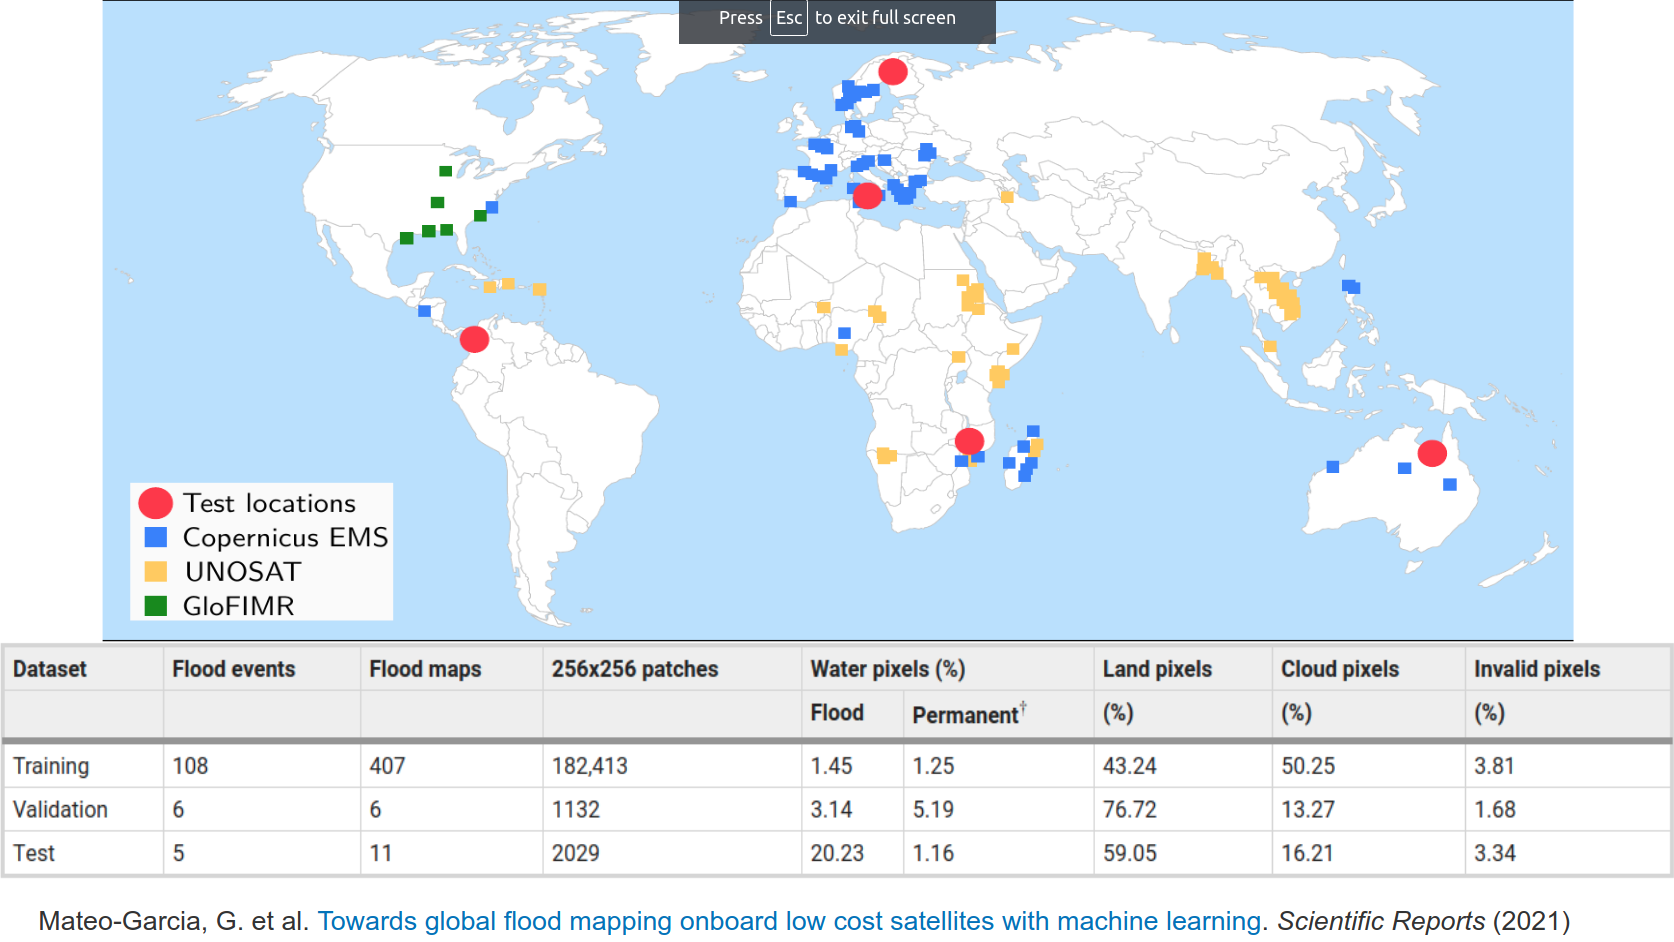 Press Esc to exit full screen
Test locations
Copernicus EMS
UNOSAT
GloFIMR
Dataset Flood events Flood maps 256x256 patches Water pixels (%) Land pixels Cloud pixels Invalid pixels
Flood Permanent† (%) (%) (%)
Training 108 407 182,413 1.45 1.25 43.24 50.25 3.81
Validation 6 6 1132 3.14 5.19 76.72 13.27 1.68
Test 5 11 2029 20.23 1.16 59.05 16.21 3.34
Mateo-Garcia, G. et al. Towards global flood mapping onboard low cost satellites with machine learning. Scientific Reports (2021)